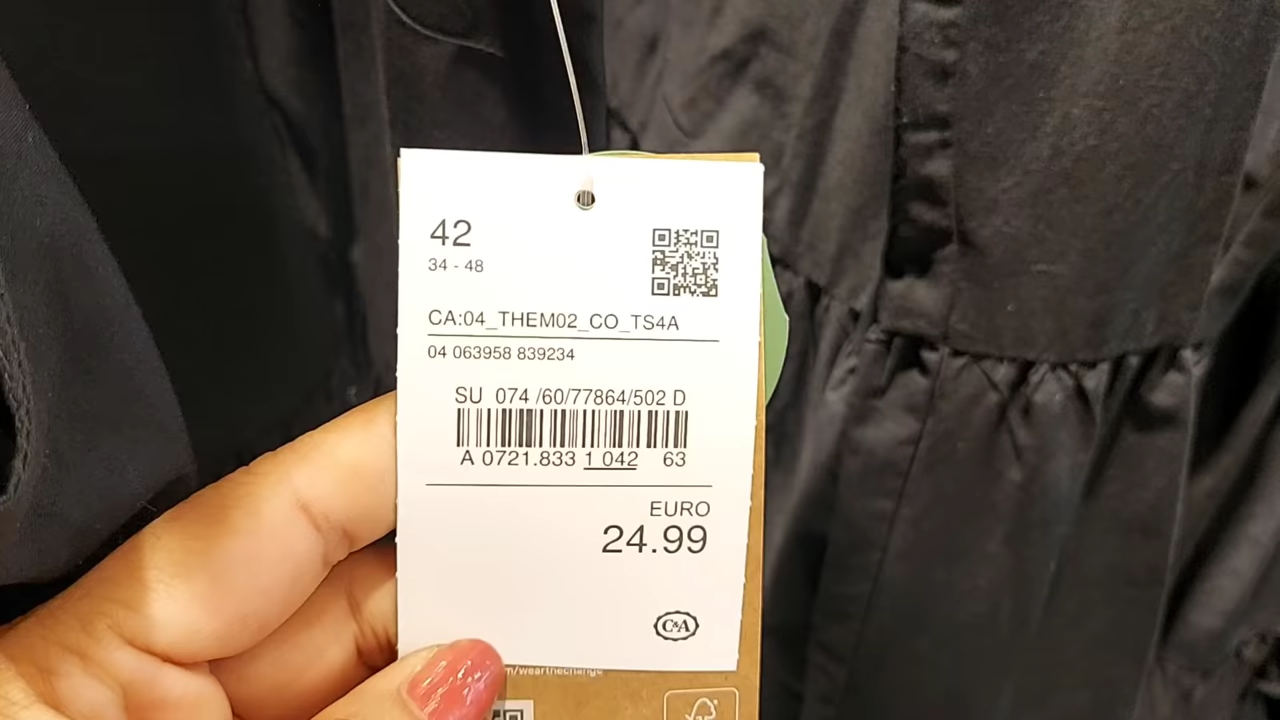 42
34 - 48
CA:04_THEM02_CO_TS4A
04 063958 839234
SU 074 /60/77864/502 D
A 0721.833 1 042 63
EURO
24.99
C&A
m/wearthechange